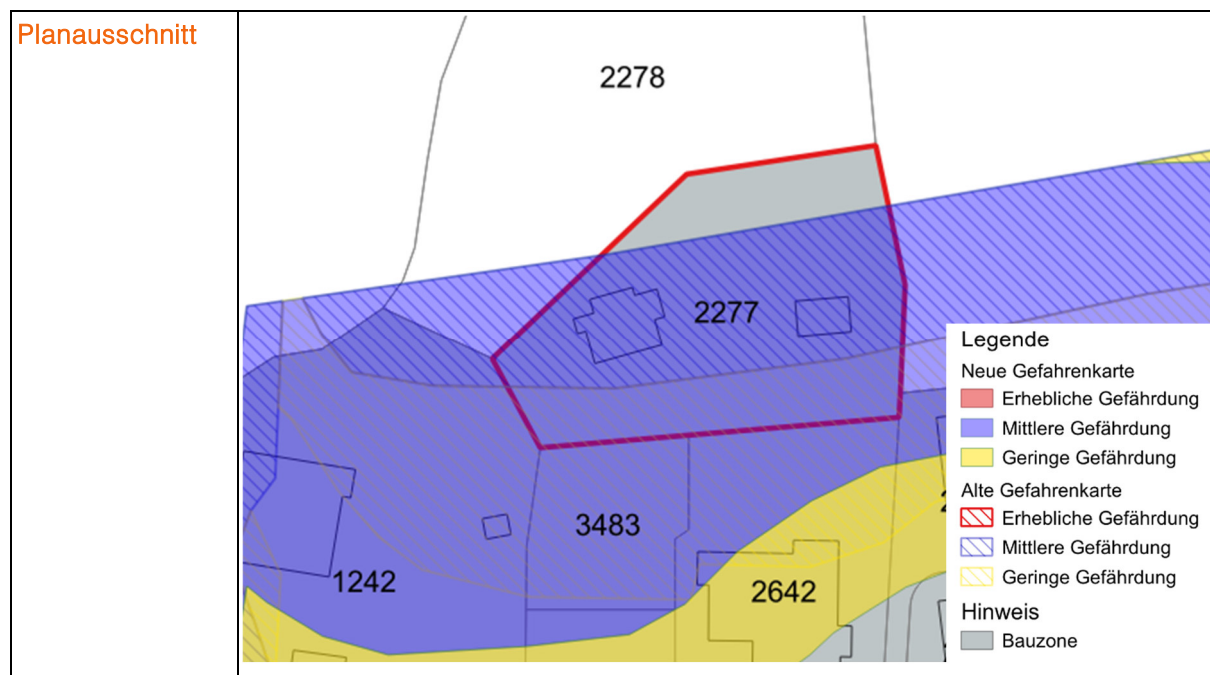 Planausschnitt
2278
2277
3483
1242
2642
Legende
Neue Gefahrenkarte
Erhebliche Gefährdung
Mittlere Gefährdung
Geringe Gefährdung
Alte Gefahrenkarte
Erhebliche Gefährdung
Mittlere Gefährdung
Geringe Gefährdung
Hinweis
Bauzone